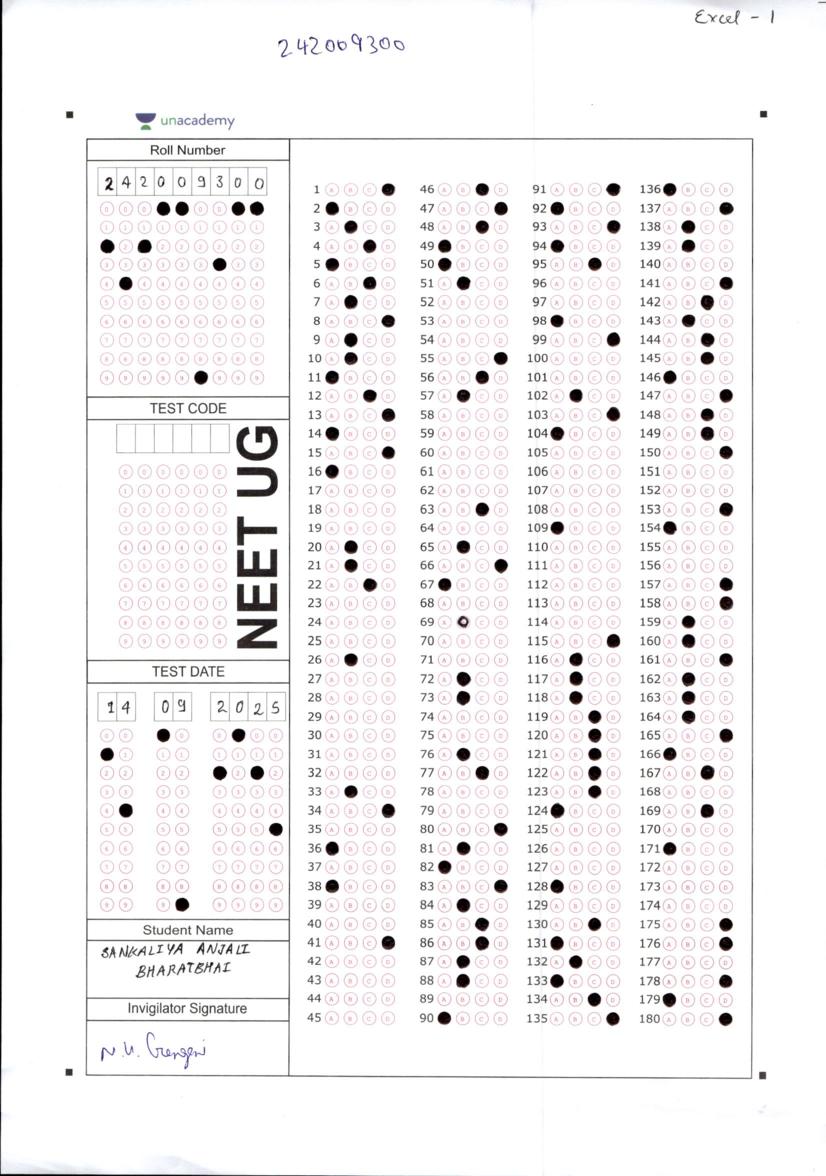 Excel - 1
242009300
unacademy
Roll Number
2 4 2 0 0 9 3 0 0
TEST CODE
NEET UG
TEST DATE
14 09 2025
Student Name
SANKALIYA ANJALI
BHARATBHAI
Invigilator Signature
1 A B C 46 A B D 91 A B C 136 B C D
2 B C D 47 A B C 92 B C D 137 A B C
3 A C D 48 A B D 93 A B C 138 A C D
4 A B D 49 B C D 94 B C D 139 A C D
5 B C D 50 B C D 95 A B D 140 A B C D
6 A B D 51 A C D 96 A B C D 141 A B C
7 A C D 52 A B C D 97 A B C D 142 A B D
8 A B C 53 A B C D 98 B C D 143 A C D
9 A C D 54 A B C D 99 A B C 144 A B D
10 A C D 55 A B C 100 A B C D 145 A B D
11 B C D 56 A B D 101 A B C D 146 B C D
12 A B D 57 A C D 102 A C D 147 A B C
13 A B C 58 A B C D 103 A B C 148 A B D
14 B C D 59 A B C D 104 B C D 149 A B D
15 A B C 60 A B C D 105 A B C D 150 A B C
16 B C D 61 A B C D 106 A B C D 151 A B C D
17 A B C D 62 A B C D 107 A B C D 152 A B C D
18 A B C D 63 A B D 108 A B C D 153 A B C
19 A B C D 64 A B C D 109 B C D 154 B C D
20 A C D 65 A C D 110 A B C D 155 A B C D
21 A C D 66 A B C 111 A B C D 156 A B C D
22 A B D 67 B C D 112 A B C D 157 A B C
23 A B C D 68 A B C D 113 A B C D 158 A B C
24 A B C D 69 A C D 114 A B C D 159 A C D
25 A B C D 70 A B C D 115 A B C 160 A C D
26 A C D 71 A B C D 116 A C D 161 A B C
27 A B C D 72 A C D 117 A C D 162 A C D
28 A B C D 73 A C D 118 A C D 163 A C D
29 A B C D 74 A B C D 119 A B D 164 A C D
30 A B C D 75 A B C D 120 A B D 165 A B C
31 A B C D 76 A C D 121 A B D 166 B C D
32 A B C D 77 A B D 122 A B D 167 A B D
33 A C D 78 A B C D 123 A B D 168 A B C D
34 A B C 79 A B C D 124 B C D 169 A B D
35 A B C D 80 A B C 125 A B C D 170 A B C D
36 B C D 81 A C D 126 A B C D 171 B C D
37 A B C D 82 B C D 127 A B C D 172 A B C D
38 B C D 83 A B C 128 B C D 173 A B C D
39 A B C D 84 A C D 129 A B C D 174 A B C D
40 A B C D 85 A B D 130 A B D 175 A B C
41 A B C 86 A B D 131 B C D 176 A B C
42 A B C D 87 A C D 132 A C D 177 A B C D
43 A B C D 88 A C D 133 B C D 178 A B C
44 A B C D 89 A B C D 134 A B D 179 B C D
45 A B C D 90 B C D 135 A B C 180 A B C